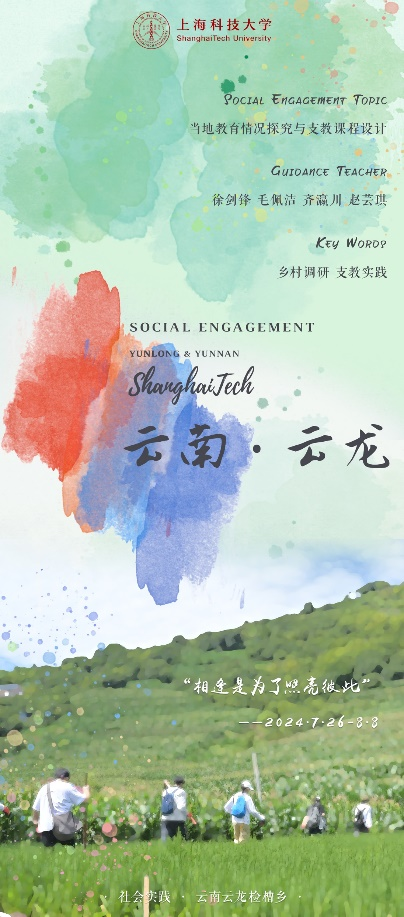 上海科技大学
ShanghaiTech University
Social Engagement Topic
当地教育情况探究与支教课程设计
Guidance Teacher
徐剑锋 毛佩洁 齐瀛川 赵芸琪
Key Words
乡村调研 支教实践
SOCIAL ENGAGEMENT
YUNLONG & YUNNAN
ShanghaiTech
云南·云龙
“相逢是为了照亮彼此”
——2024.7.26-8.8
· 社会实践 · 云南云龙检槽乡 ·